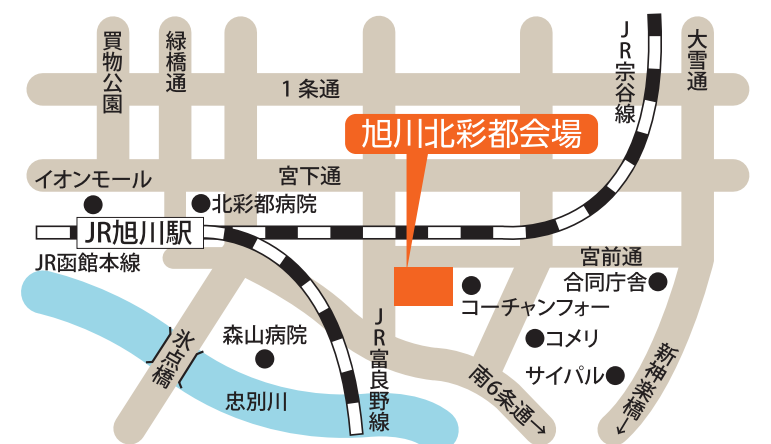 買物公園
緑橋通
JR宗谷線
大雪通
1条通
旭川北彩都会場
イオンモール
宮下通
北彩都病院
JR旭川駅
JR函館本線
宮前通
合同庁舎
コーチャンフォー
JR富良野線
森山病院
氷点橋
コメリ
新神楽橋←
サイパル
南6条通→
忠別川